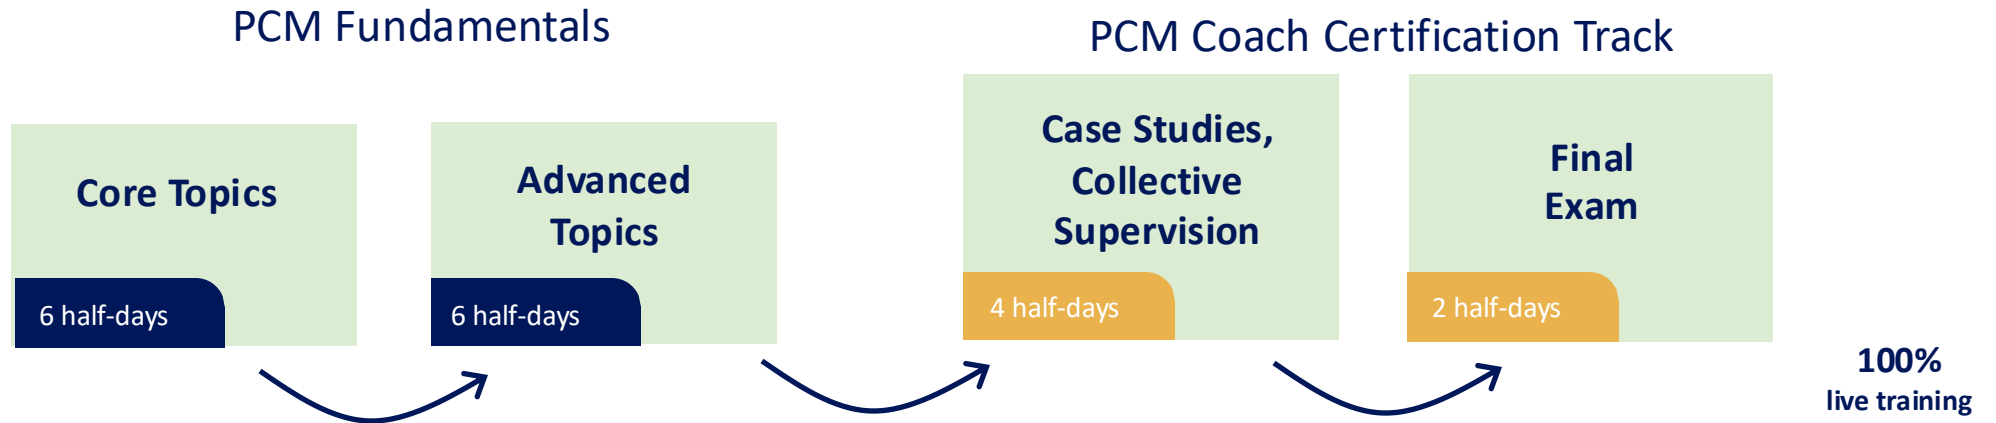 PCM Fundamentals
PCM Coach Certification Track
Core Topics
6 half-days
Advanced
Topics
6 half-days
Case Studies,
Collective
Supervision
4 half-days
Final
Exam
2 half-days
100%
live training